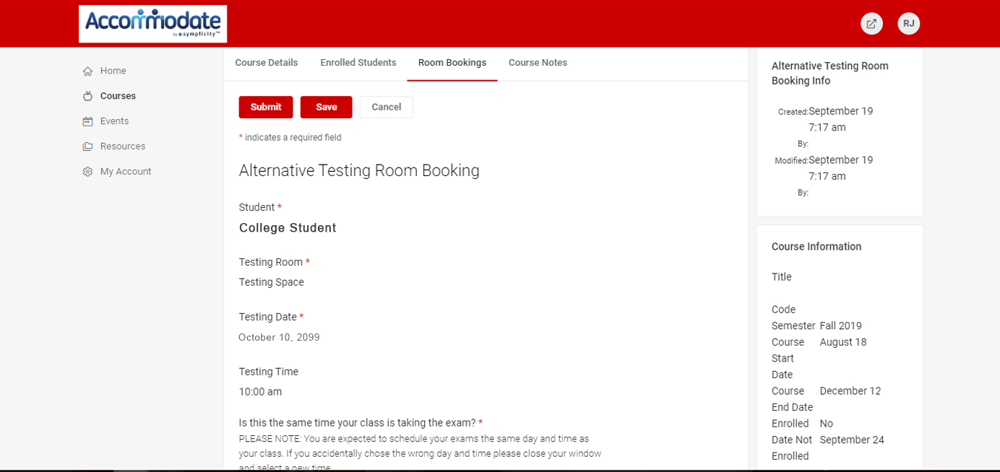 Accommodate
by symplicity™
RJ
Home
Courses
Events
Resources
My Account
Course Details
Enrolled Students
Room Bookings
Course Notes
Submit
Save
Cancel
* indicates a required field
Alternative Testing Room Booking
Student *
College Student
Testing Room *
Testing Space
Testing Date *
October 10, 2099
Testing Time
10:00 am
Is this the same time your class is taking the exam? *
PLEASE NOTE: You are expected to schedule your exams the same day and time as
your class. If you accidentally chose the wrong day and time please close your window
and select a new time.
Alternative Testing Room
Booking Info
Created: September 19
7:17 am
By:
Modified: September 19
7:17 am
By:
Course Information
Title
Code
Semester Fall 2019
Course August 18
Start
Date
Course December 12
End Date
Enrolled No
Date Not September 24
Enrolled